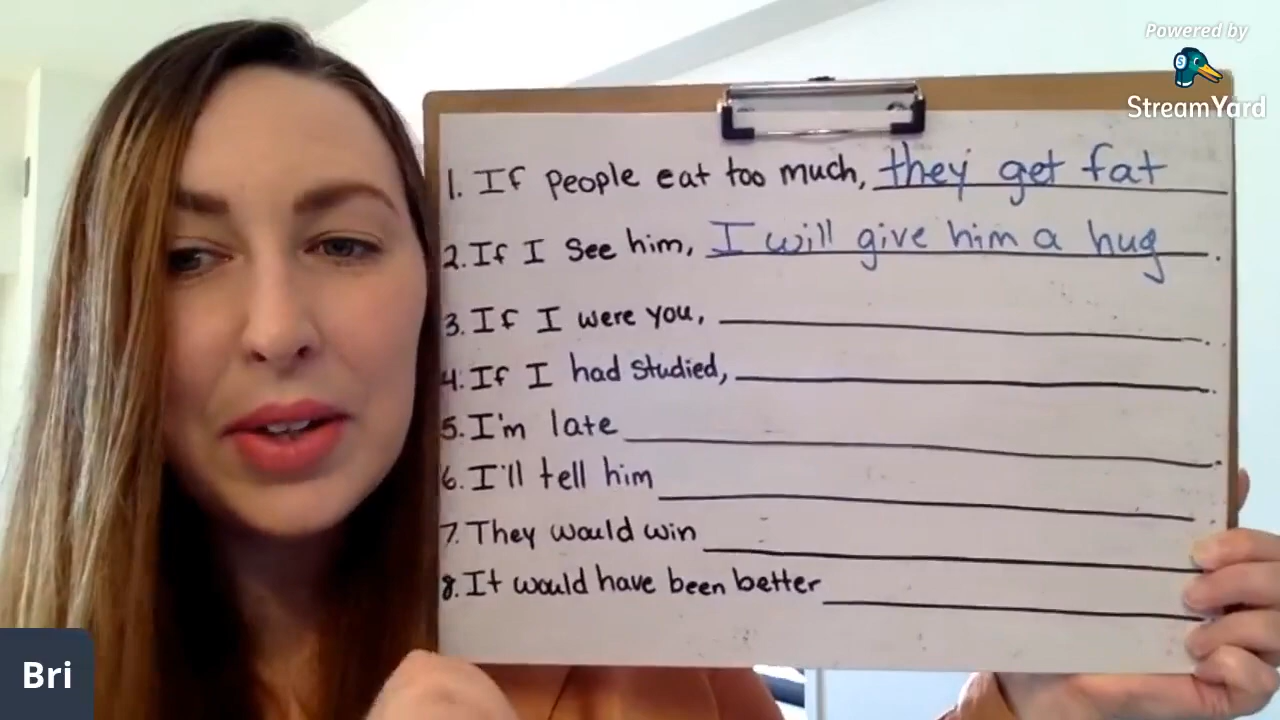 Powered by
StreamYard
1. If people eat too much, they get fat
2. If I see him, I will give him a hug.
3. If I were you, .
4. If I had studied, .
5. I'm late .
6. I'll tell him .
7. They would win
8. It would have been better
Bri